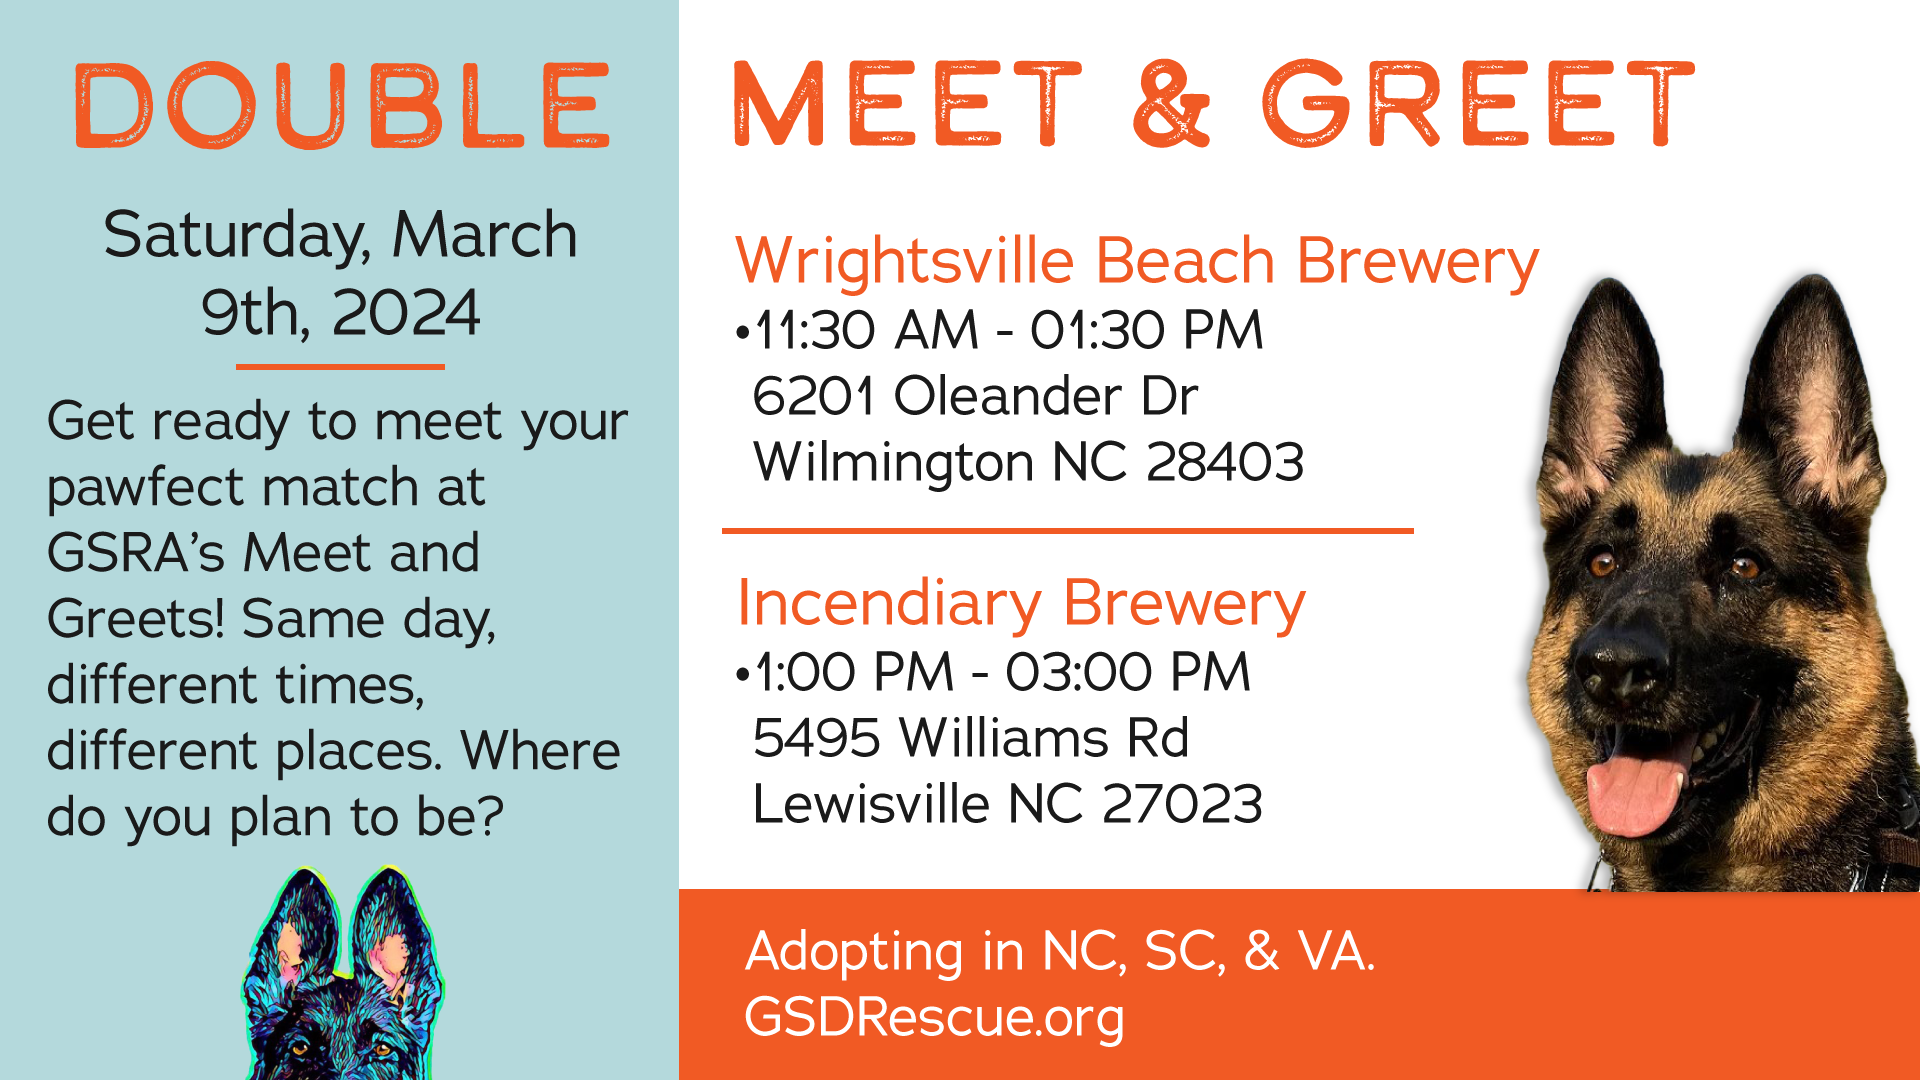 DOUBLE MEET & GREET
Saturday, March
9th, 2024
Get ready to meet your
pawfect match at
GSRA’s Meet and
Greets! Same day,
different times,
different places. Where
do you plan to be?
Wrightsville Beach Brewery
•11:30 AM - 01:30 PM
6201 Oleander Dr
Wilmington NC 28403
Incendiary Brewery
•1:00 PM - 03:00 PM
5495 Williams Rd
Lewisville NC 27023
Adopting in NC, SC, & VA.
GSDRescue.org